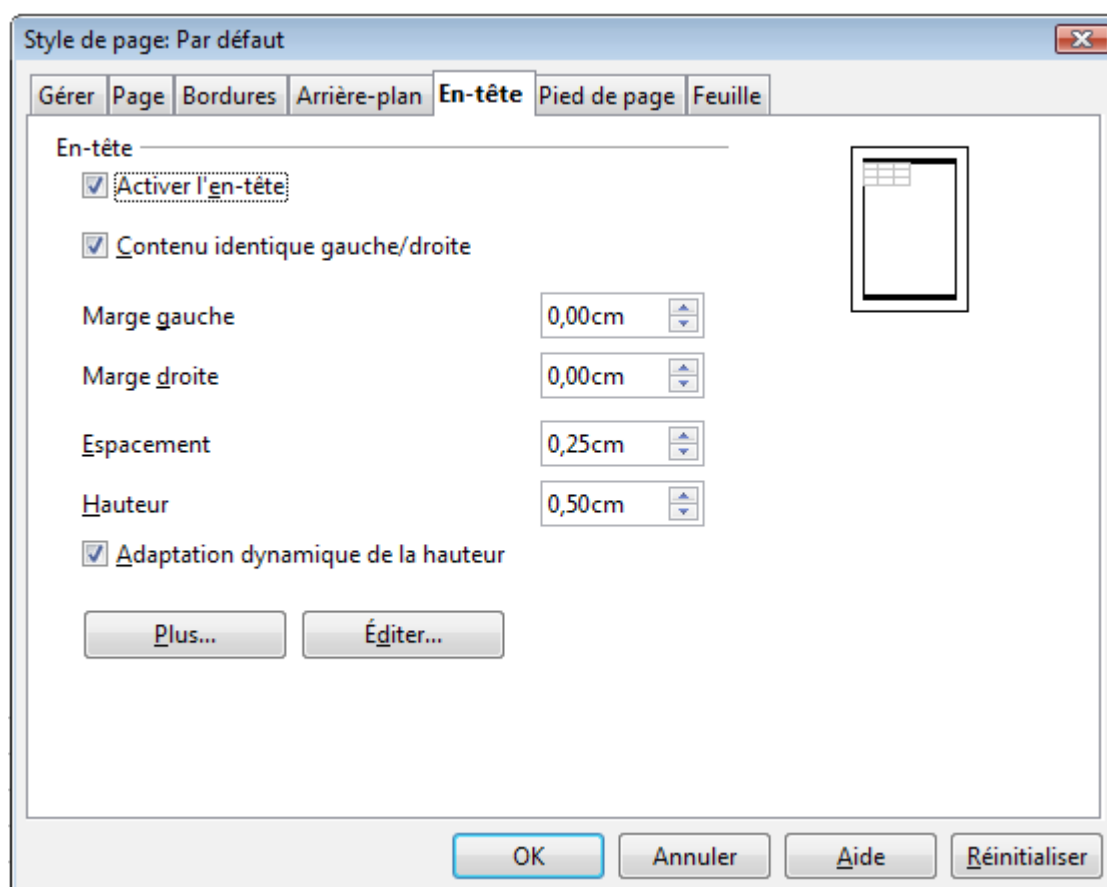 Style de page: Par défaut
Gérer Page Bordures Arrière-plan En-tête Pied de page Feuille
En-tête
Activer l'en-tête
Contenu identique gauche/droite
Marge gauche 0,00cm
Marge droite 0,00cm
Espacement 0,25cm
Hauteur 0,50cm
Adaptation dynamique de la hauteur
Plus... Éditer...
OK Annuler Aide Réinitialiser